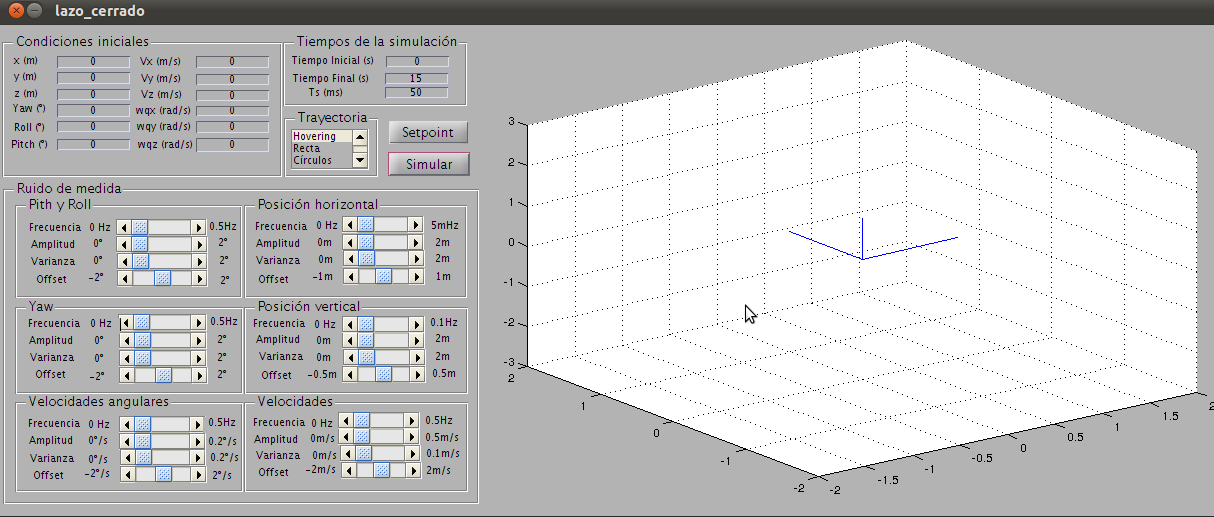 lazo_cerrado
Condiciones iniciales
x (m) 0 Vx (m/s) 0
y (m) 0 Vy (m/s) 0
z (m) 0 Vz (m/s) 0
Yaw (º) 0 wqx (rad/s) 0
Roll (º) 0 wqy (rad/s) 0
Pitch (º) 0 wqz (rad/s) 0
Tiempos de la simulación
Tiempo Inicial (s) 0
Tiempo Final (s) 15
Ts (ms) 50
Trayectoria
Hovering
Recta
Círculos
Setpoint
Simular
Ruido de medida
Pith y Roll
Frecuencia 0 Hz 0.5Hz
Amplitud 0° 2°
Varianza 0° 2°
Offset -2° 2°
Posición horizontal
Frecuencia 0 Hz 5mHz
Amplitud 0m 2m
Varianza 0m 2m
Offset -1m 1m
Yaw
Frecuencia 0 Hz 0.5Hz
Amplitud 0° 2°
Varianza 0° 2°
Offset -2° 2°
Posición vertical
Frecuencia 0 Hz 0.1Hz
Amplitud 0m 2m
Varianza 0m 2m
Offset -0.5m 0.5m
Velocidades angulares
Frecuencia 0 Hz 0.5Hz
Amplitud 0°/s 0.2°/s
Varianza 0°/s 0.2°/s
Offset -2°/s 2°/s
Velocidades
Frecuencia 0 Hz 0.5Hz
Amplitud 0m/s 0.5m/s
Varianza 0m/s 0.1m/s
Offset -2m/s 2m/s
3
2
1
0
-1
-2
-3
2
1
0
-1
-2
-2
-1.5
-1
-0.5
0
0.5
1
1.5
2